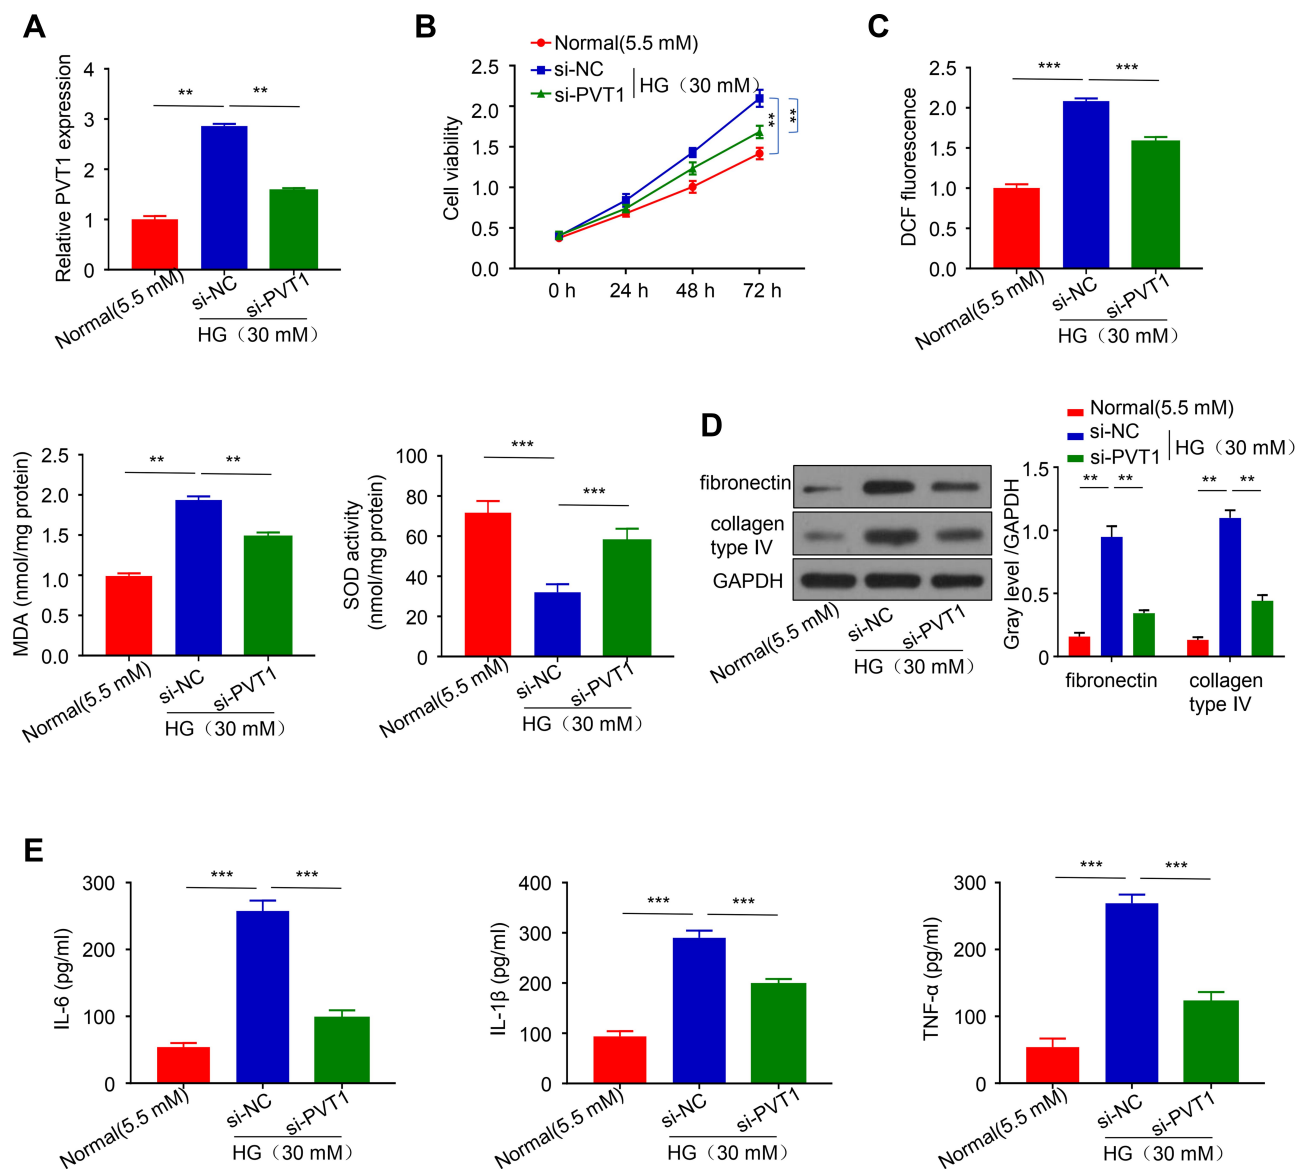 A
Relative PVT1 expression
4
3
2
1
0
**
**
Normal(5.5 mM)
si-NC
si-PVT1
HG（30 mM）
B
Normal(5.5 mM)
si-NC
si-PVT1
HG（30 mM）
Cell viability
2.5
2.0
1.5
1.0
0.5
0.0
**
**
0 h
24 h
48 h
72 h
C
DCF fluorescence
2.5
2.0
1.5
1.0
0.5
0.0
***
***
Normal(5.5 mM)
si-NC
si-PVT1
HG（30 mM）
MDA (nmol/mg protein)
2.5
2.0
1.5
1.0
0.5
0.0
**
**
Normal(5.5 mM)
si-NC
si-PVT1
HG（30 mM）
SOD activity
(nmol/mg protein)
100
80
60
40
20
0
***
***
Normal(5.5 mM)
si-NC
si-PVT1
HG（30 mM）
D
fibronectin
collagen
type IV
GAPDH
Normal(5.5 mM)
si-NC
si-PVT1
HG（30 mM）
Normal(5.5 mM)
si-NC
si-PVT1
HG（30 mM）
Gray level /GAPDH
1.5
1.0
0.5
0
**
**
**
**
fibronectin
collagen
type IV
E
IL-6 (pg/ml)
300
200
100
0
***
***
Normal(5.5 mM)
si-NC
si-PVT1
HG（30 mM）
IL-1β (pg/ml)
400
300
200
100
0
***
***
Normal(5.5 mM)
si-NC
si-PVT1
HG（30 mM）
TNF-α (pg/ml)
300
200
100
0
***
***
Normal(5.5 mM)
si-NC
si-PVT1
HG（30 mM）